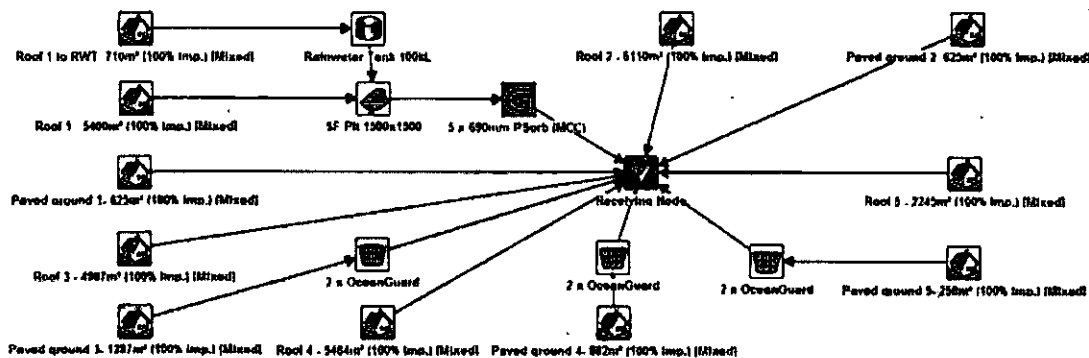 Roof 1 to RWT 710m² (100% Imp.) [Mixed]
Rainwater Tank 100kL
Roof 2 - 6110m² (100% Imp.) [Mixed]
Paved ground 2 625m² (100% Imp.) [Mixed]
Roof 1 - 5400m² (100% Imp.) [Mixed]
SF Pit 1500x1500
5 x 690mm PSorb (MCC)
Paved ground 1- 625m² (100% Imp.) [Mixed]
Receiving Node
Roof 5 - 2245m² (100% Imp.) [Mixed]
Roof 3 - 4987m² (100% Imp.) [Mixed]
2 x OceanGuard
2 x OceanGuard
2 x OceanGuard
Paved ground 5- 258m² (100% Imp.) [Mixed]
Paved ground 3- 1287m² (100% Imp.) [Mixed]
Roof 4 - 5464m² (100% Imp.) [Mixed]
Paved ground 4- 882m² (100% Imp.) [Mixed]